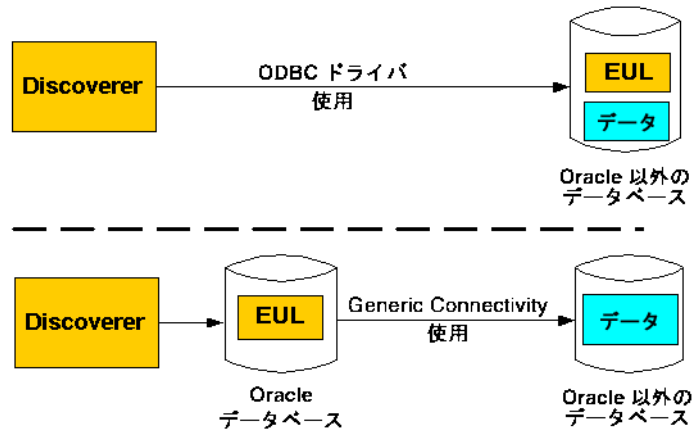 Discoverer
ODBC ドライバ
使用
EUL
データ
Oracle 以外の
データベース
Discoverer
EUL
Oracle
データベース
Generic Connectivity
使用
データ
Oracle 以外の
データベース